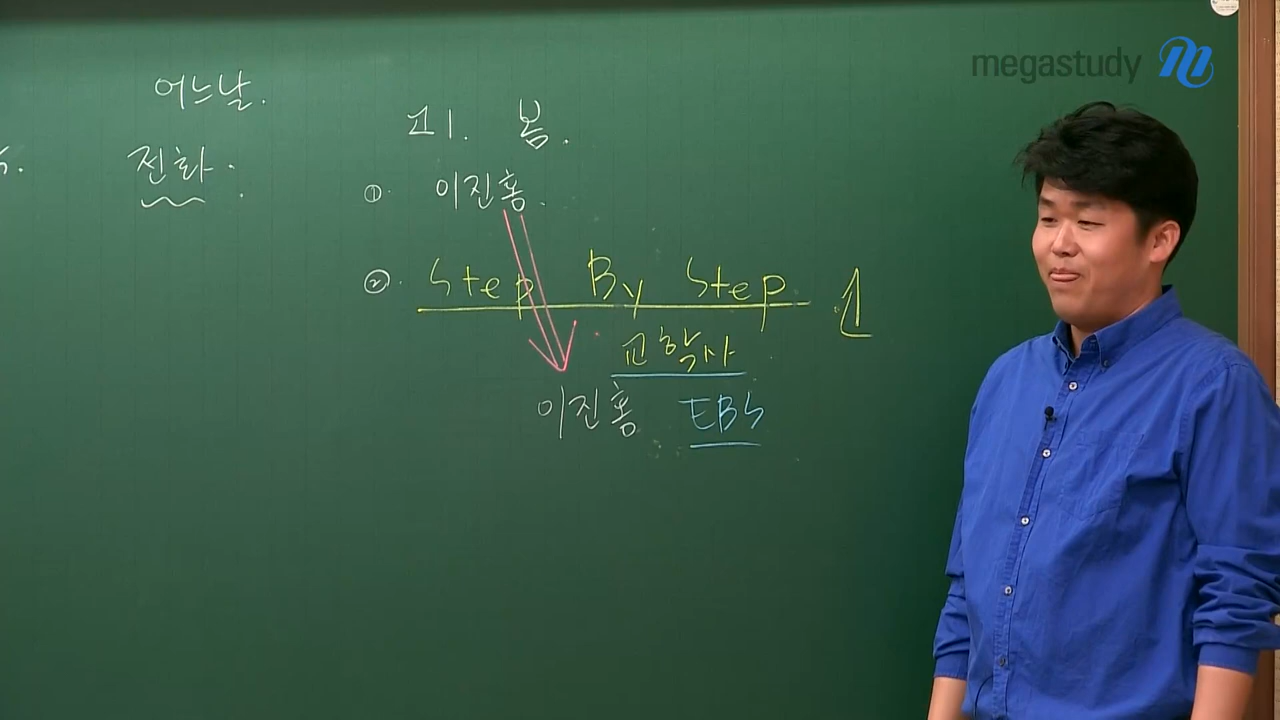 megastudy
어느날.
전화.
고1. 봄.
① 이진홍.
② Step By Step 1
교학사
이진홍 EBS